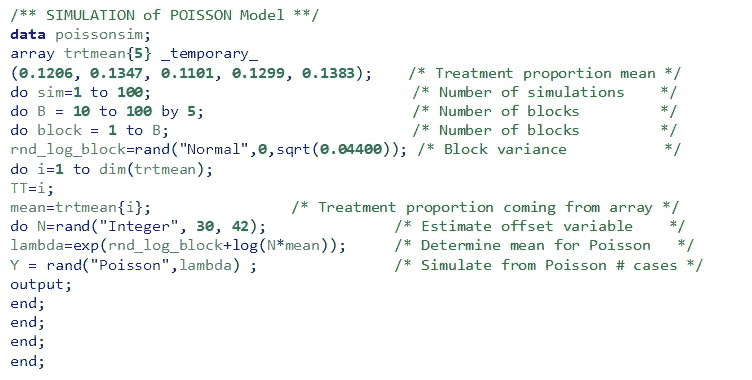 /** SIMULATION of POISSON Model **/
data poissonsim;
array trtmean{5} _temporary_
(0.1206, 0.1347, 0.1101, 0.1299, 0.1383); /* Treatment proportion mean */
do sim=1 to 100; /* Number of simulations */
do B = 10 to 100 by 5; /* Number of blocks */
do block = 1 to B; /* Number of blocks */
rnd_log_block=rand("Normal",0,sqrt(0.04400)); /* Block variance */
do i=1 to dim(trtmean);
TT=i;
mean=trtmean{i}; /* Treatment proportion coming from array */
do N=rand("Integer", 30, 42); /* Estimate offset variable */
lambda=exp(rnd_log_block+log(N*mean)); /* Determine mean for Poisson */
Y = rand("Poisson",lambda) ; /* Simulate from Poisson # cases */
output;
end;
end;
end;
end;